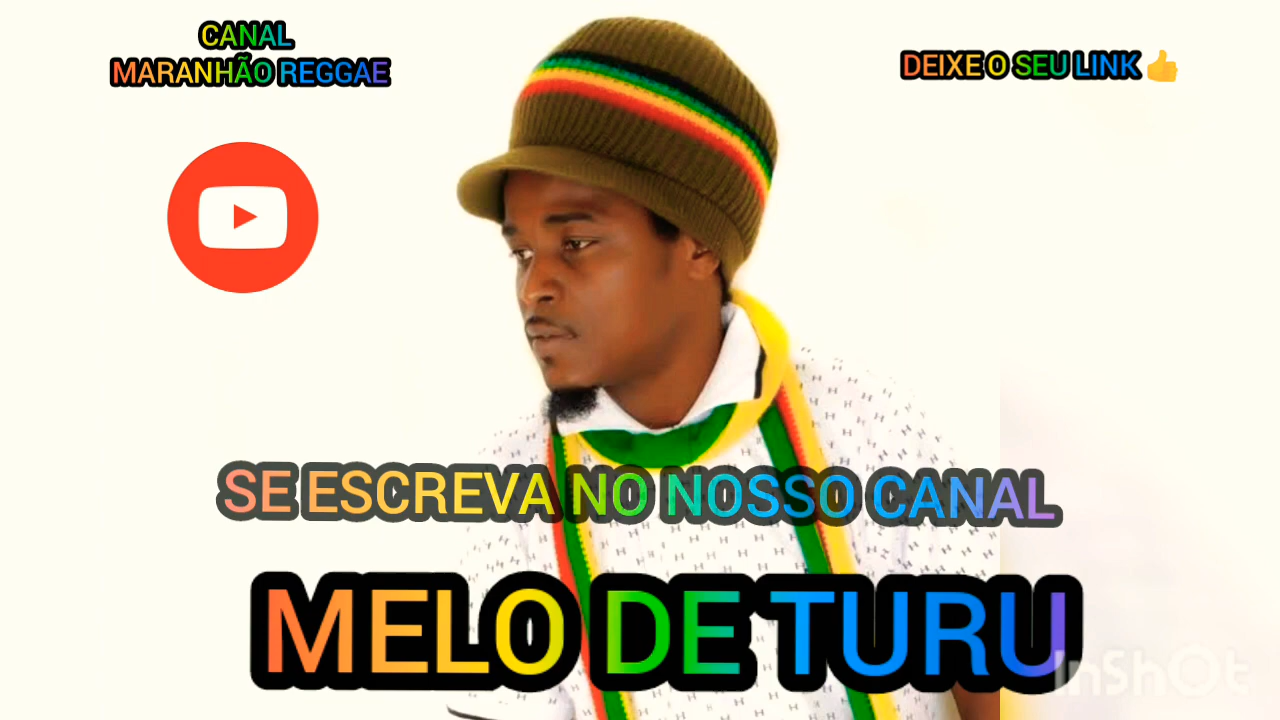 CANAL
MARANHÃO REGGAE
DEIXE O SEU LINK 👍
SE ESCREVA NO NOSSO CANAL
MELO DE TURU
InShOt